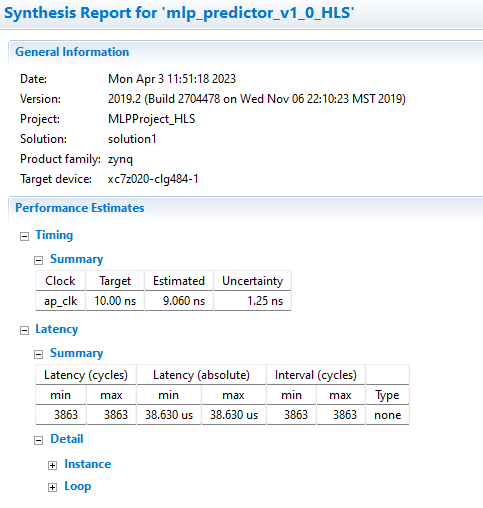 Synthesis Report for 'mlp_predictor_v1_0_HLS'
General Information
Date: Mon Apr 3 11:51:18 2023
Version: 2019.2 (Build 2704478 on Wed Nov 06 22:10:23 MST 2019)
Project: MLPProject_HLS
Solution: solution1
Product family: zynq
Target device: xc7z020-clg484-1
Performance Estimates
Timing
Summary
Clock Target Estimated Uncertainty
ap_clk 10.00 ns 9.060 ns 1.25 ns
Latency
Summary
Latency (cycles) Latency (absolute) Interval (cycles)
min max min max min max Type
3863 3863 38.630 us 38.630 us 3863 3863 none
Detail
Instance
Loop